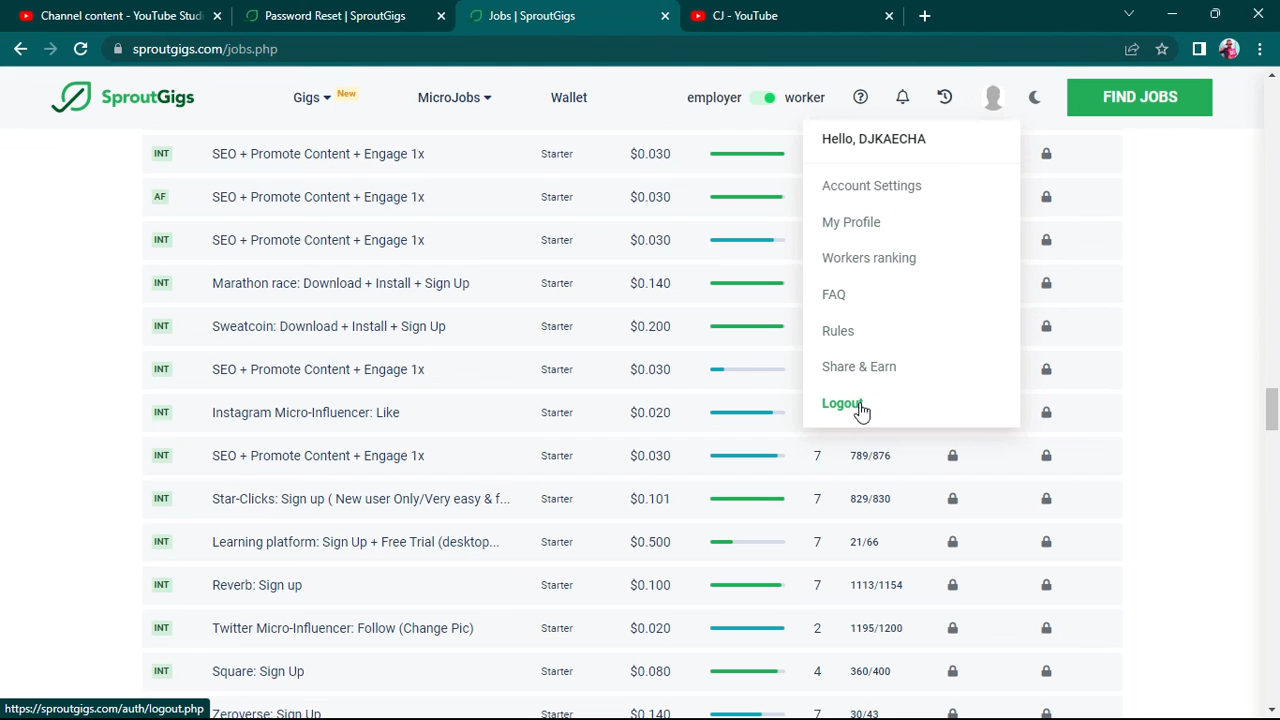 Channel content - YouTube Studi
Password Reset | SproutGigs
Jobs | SproutGigs
CJ - YouTube
sproutgigs.com/jobs.php
SproutGigs
Gigs
New
MicroJobs
Wallet
employer
worker
FIND JOBS
Hello, DJKAECHA
Account Settings
My Profile
Workers ranking
FAQ
Rules
Share & Earn
Logout
INT SEO + Promote Content + Engage 1x Starter $0.030
AF SEO + Promote Content + Engage 1x Starter $0.030
INT SEO + Promote Content + Engage 1x Starter $0.030
INT Marathon race: Download + Install + Sign Up Starter $0.140
INT Sweatcoin: Download + Install + Sign Up Starter $0.200
INT SEO + Promote Content + Engage 1x Starter $0.030
INT Instagram Micro-Influencer: Like Starter $0.020
INT SEO + Promote Content + Engage 1x Starter $0.030 7 789/876
INT Star-Clicks: Sign up ( New user Only/Very easy & f... Starter $0.101 7 829/830
INT Learning platform: Sign Up + Free Trial (desktop... Starter $0.500 7 21/66
INT Reverb: Sign up Starter $0.100 7 1113/1154
INT Twitter Micro-Influencer: Follow (Change Pic) Starter $0.020 2 1195/1200
INT Square: Sign Up Starter $0.080 4 360/400
INT Zeroverse: Sign Up Starter $0.140 7 30/43
https://sproutgigs.com/auth/logout.php